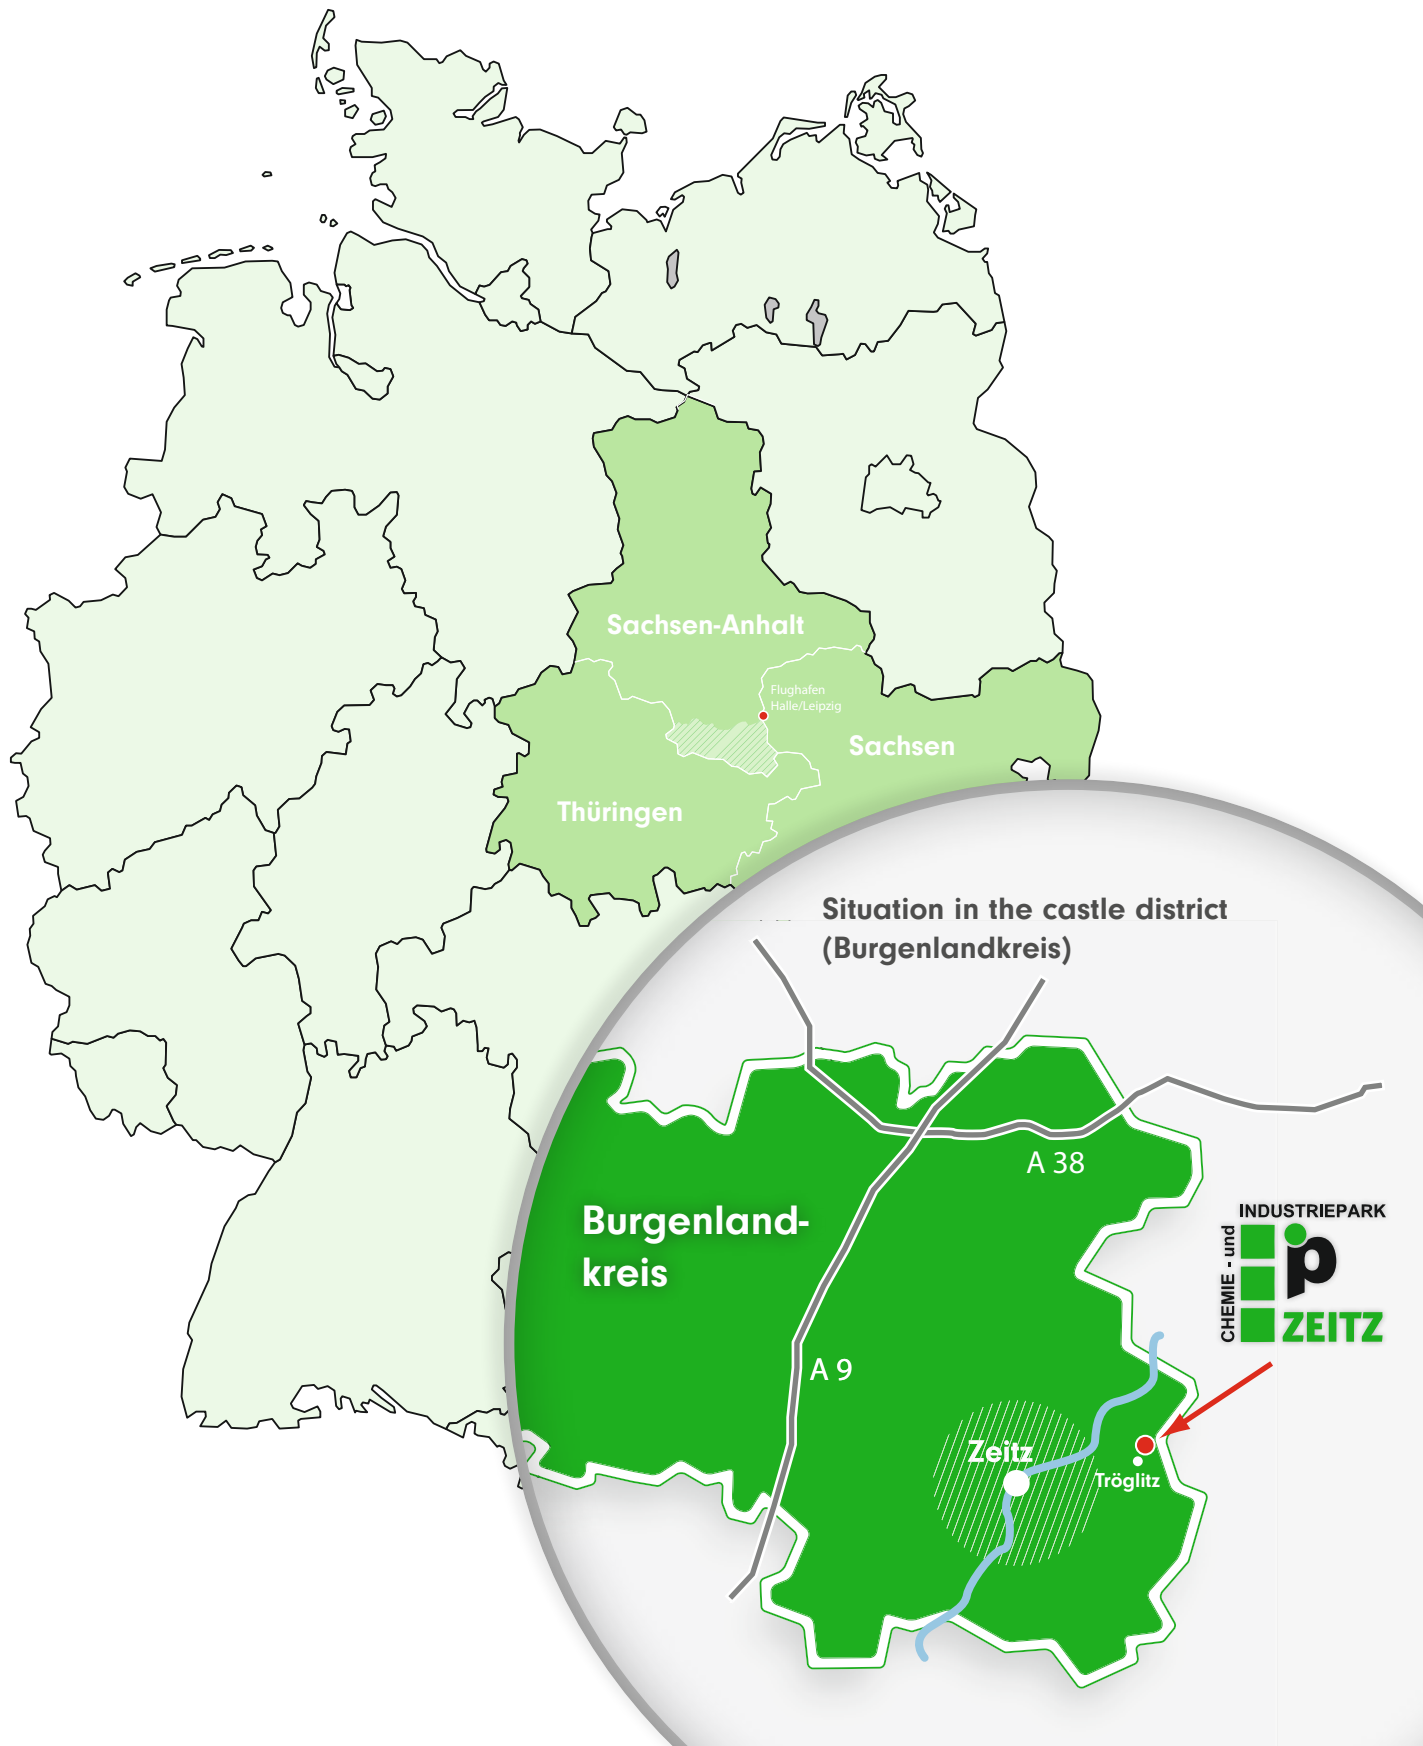 Sachsen-Anhalt
Flughafen
Halle/Leipzig
Sachsen
Thüringen
Situation in the castle district
(Burgenlandkreis)
A 38
Burgenland-
kreis
INDUSTRIEPARK
CHEMIE - und
ip
ZEITZ
A 9
Zeitz
Tröglitz